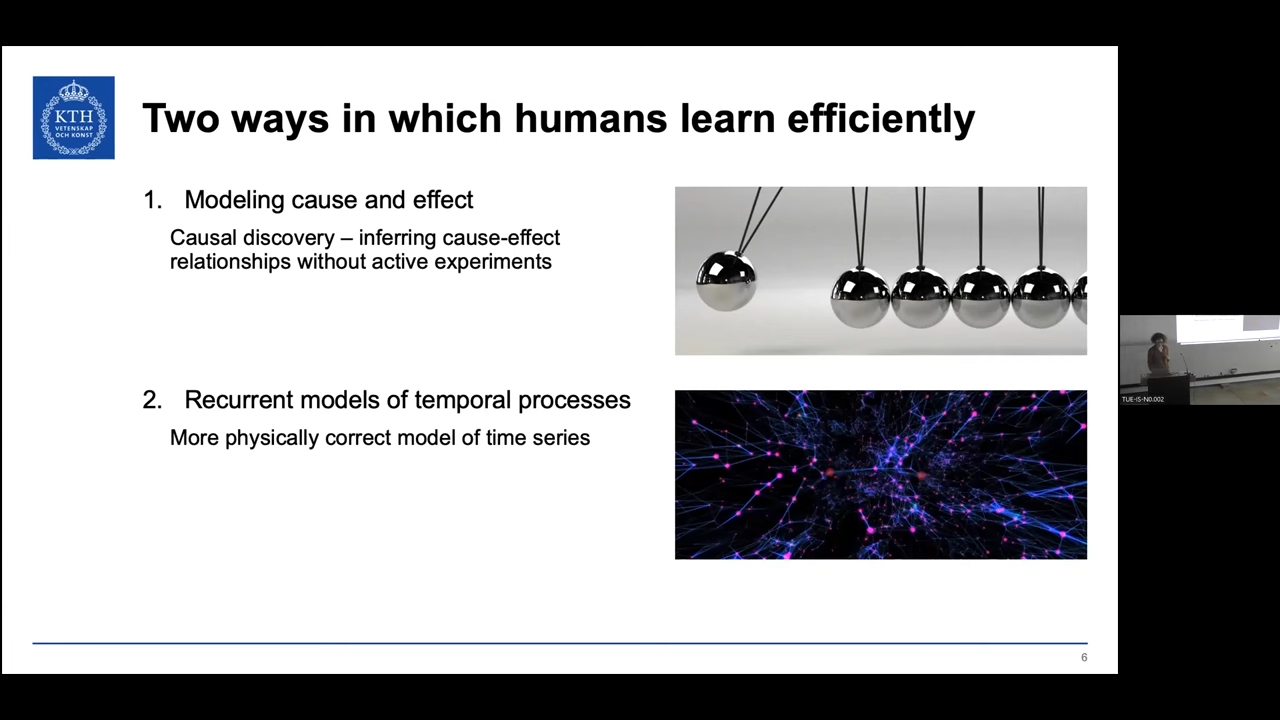 KTH
VETENSKAP
OCH KONST
Two ways in which humans learn efficiently
1. Modeling cause and effect
Causal discovery – inferring cause-effect
relationships without active experiments
2. Recurrent models of temporal processes
More physically correct model of time series
6
TUE-IS-N0.002